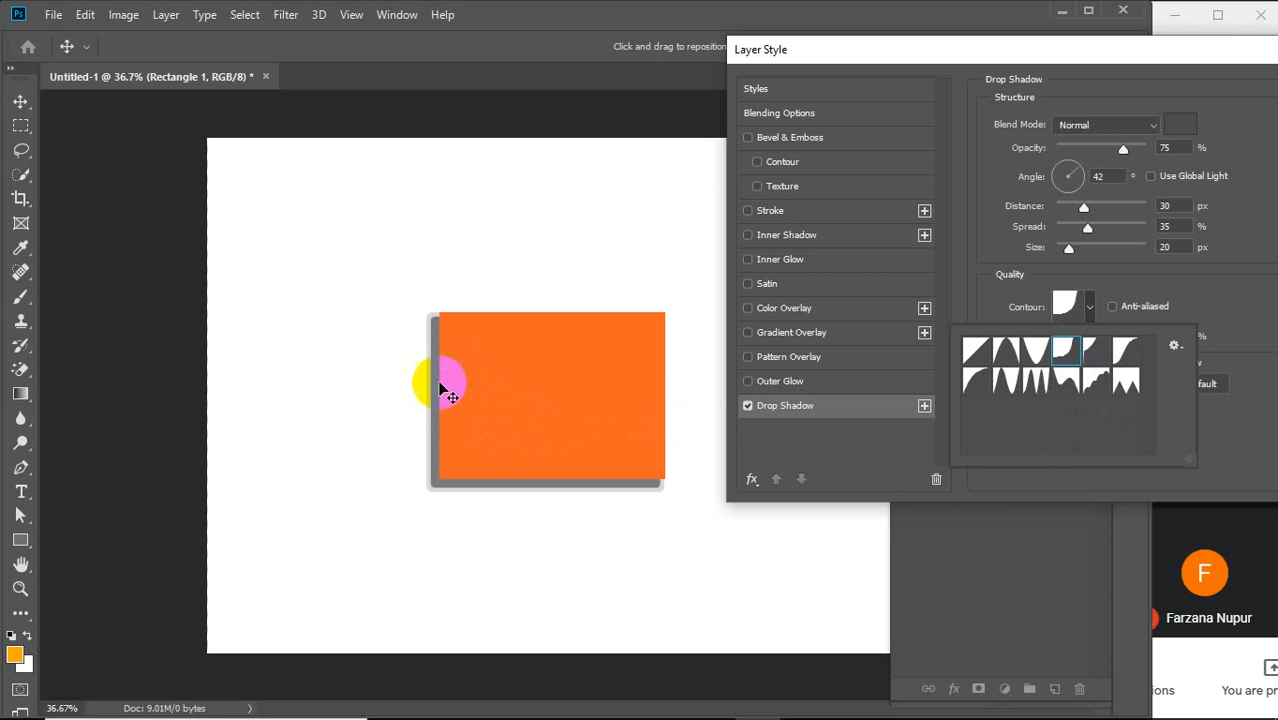 Ps File Edit Image Layer Type Select Filter 3D View Window Help
Click and drag to repositio
Untitled-1 @ 36.7% (Rectangle 1, RGB/8) *
Layer Style
Styles
Blending Options
Bevel & Emboss
Contour
Texture
Stroke
Inner Shadow
Inner Glow
Satin
Color Overlay
Gradient Overlay
Pattern Overlay
Outer Glow
Drop Shadow
fx
Drop Shadow
Structure
Blend Mode: Normal
Opacity: 75 %
Angle: 42 ° Use Global Light
Distance: 30 px
Spread: 35 %
Size: 20 px
Quality
Contour: Anti-aliased
%
w
fault
F
Farzana Nupur
ions You are pr
fx
36.67% Doc: 9.01M/0 bytes